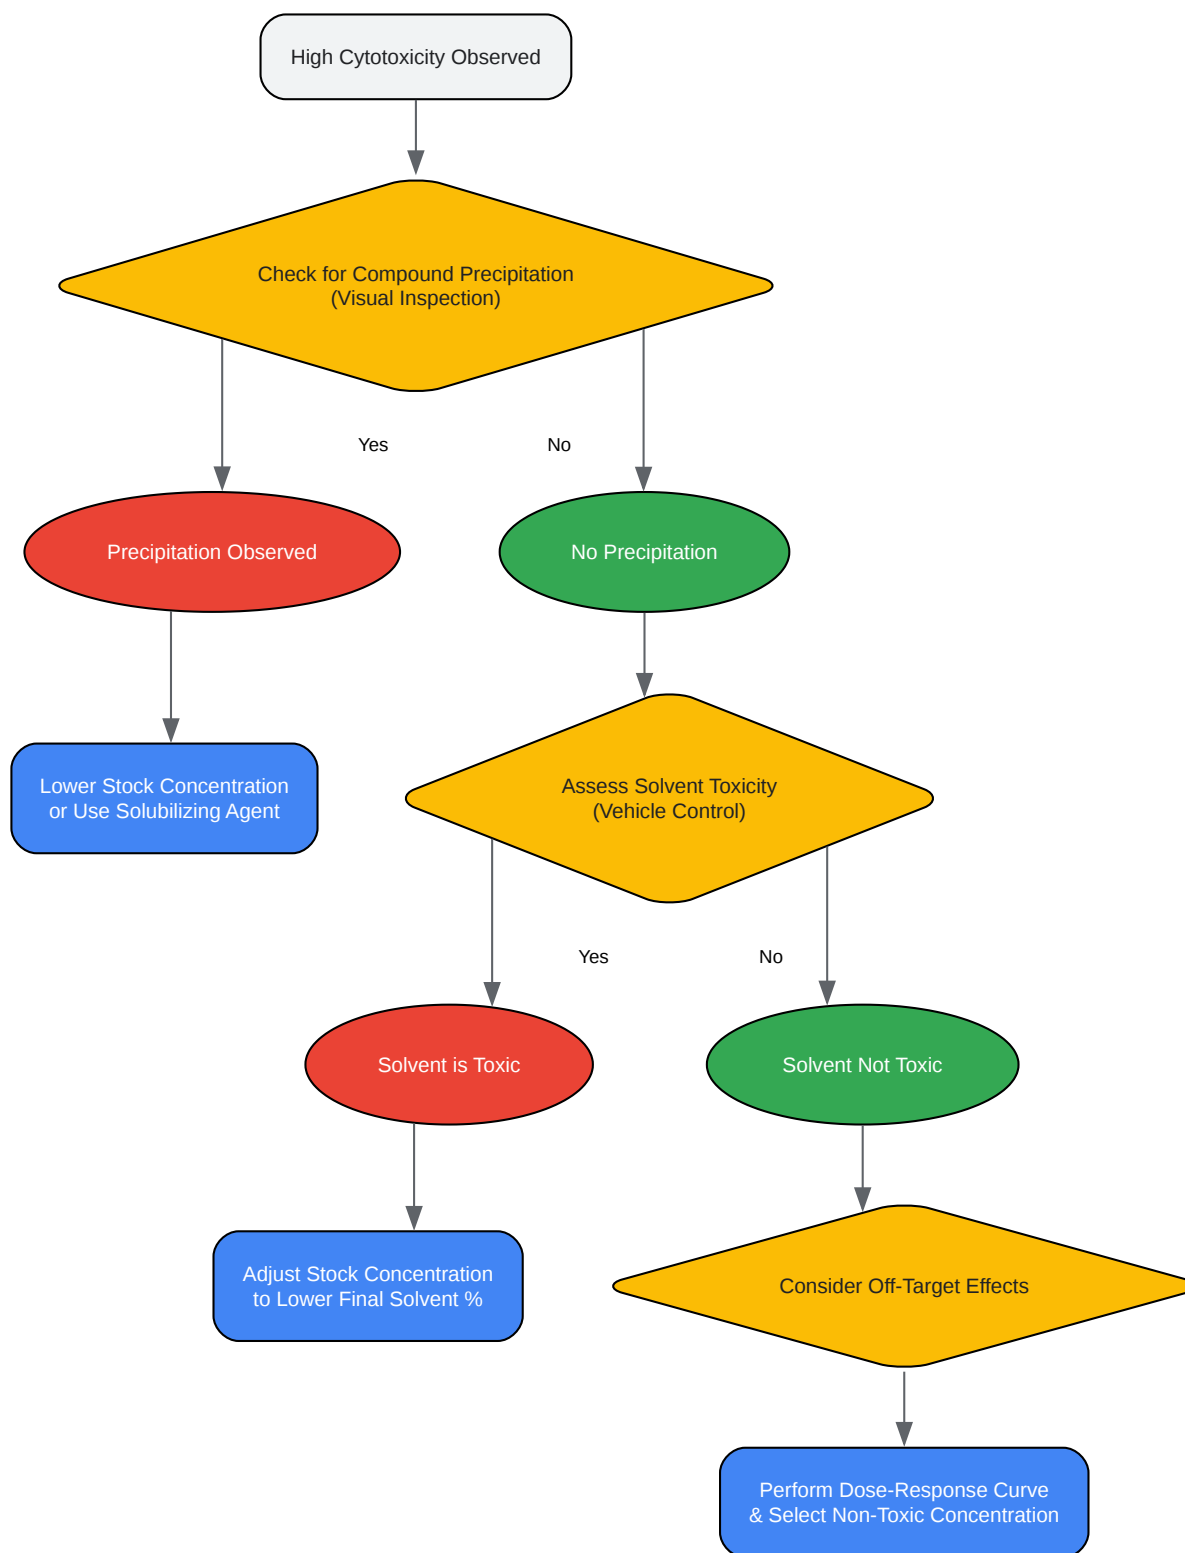 High Cytotoxicity Observed
Check for Compound Precipitation
(Visual Inspection)
Yes
No
Precipitation Observed
No Precipitation
Lower Stock Concentration
or Use Solubilizing Agent
Assess Solvent Toxicity
(Vehicle Control)
Yes
No
Solvent is Toxic
Solvent Not Toxic
Adjust Stock Concentration
to Lower Final Solvent %
Consider Off-Target Effects
Perform Dose-Response Curve
& Select Non-Toxic Concentration